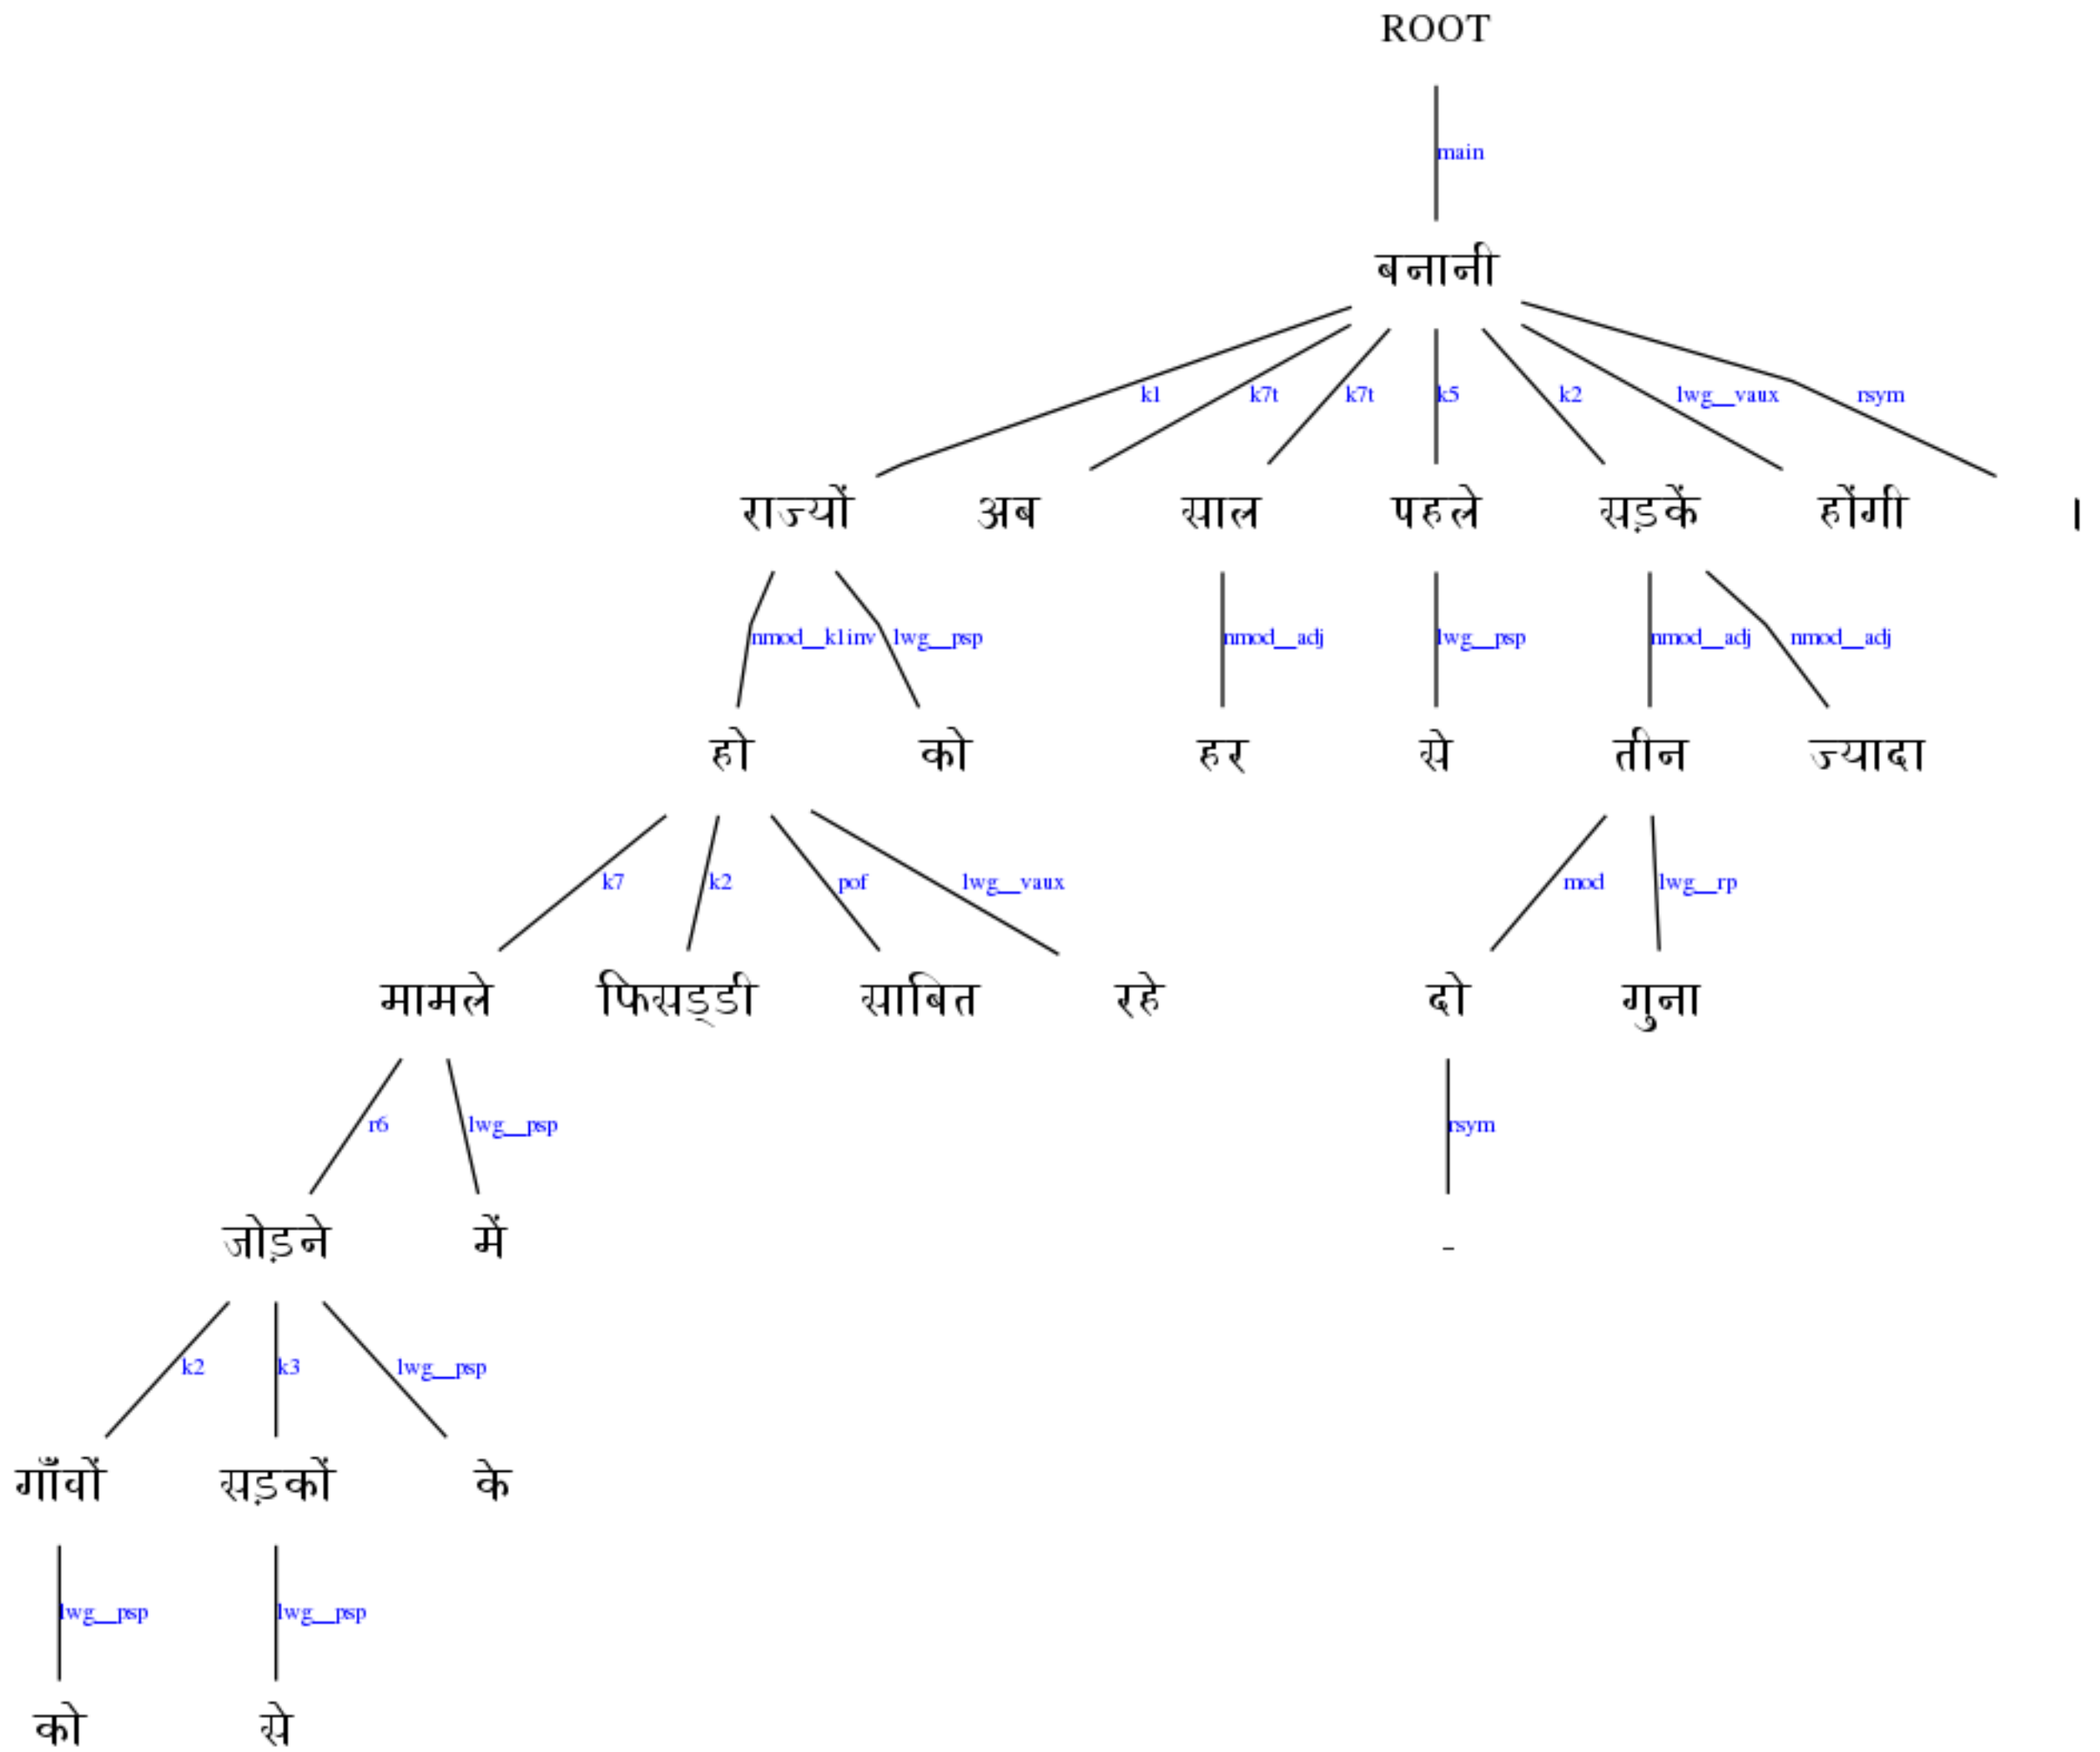 ROOT
main
बनानी
k1 k7t k7t k5 k2 lwg__vaux rsym
राज्यों अब साल पहले सड़कें होंगी ।
nmod__k1inv lwg__psp nmod__adj lwg__psp nmod__adj nmod__adj
हो को हर से तीन ज्यादा
k7 k2 pof lwg__vaux mod lwg__rp
मामले फिसड्डी साबित रहे दो गुना
r6 lwg__psp rsym
जोड़ने में -
k2 k3 lwg__psp
गाँवों सड़कों के
lwg__psp lwg__psp
को से